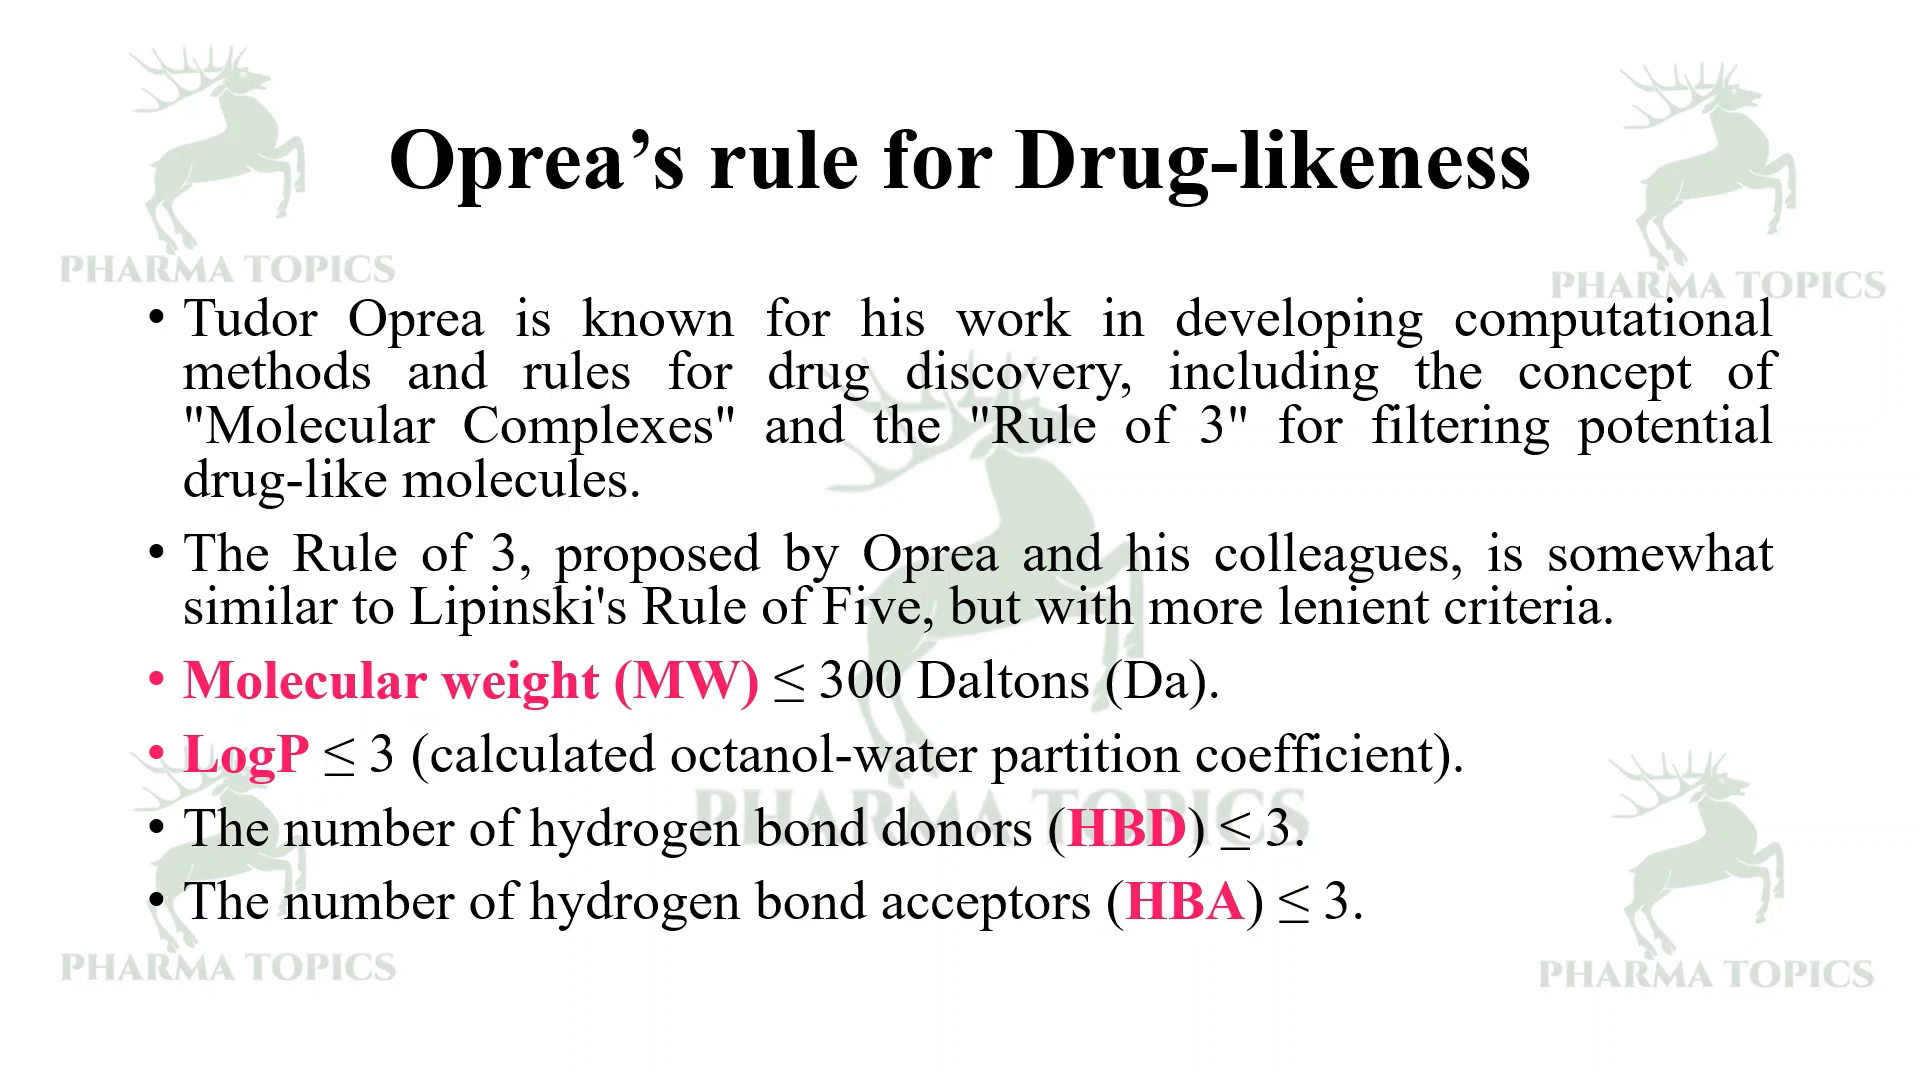 Oprea’s rule for Drug-likeness
PHARMA TOPICS
PHARMA TOPICS
• Tudor Oprea is known for his work in developing computational
methods and rules for drug discovery, including the concept of
"Molecular Complexes" and the "Rule of 3" for filtering potential
drug-like molecules.
• The Rule of 3, proposed by Oprea and his colleagues, is somewhat
similar to Lipinski's Rule of Five, but with more lenient criteria.
• Molecular weight (MW) ≤ 300 Daltons (Da).
• LogP ≤ 3 (calculated octanol-water partition coefficient).
PHARMA TOPICS
• The number of hydrogen bond donors (HBD) ≤ 3.
• The number of hydrogen bond acceptors (HBA) ≤ 3.
PHARMA TOPICS
PHARMA TOPICS